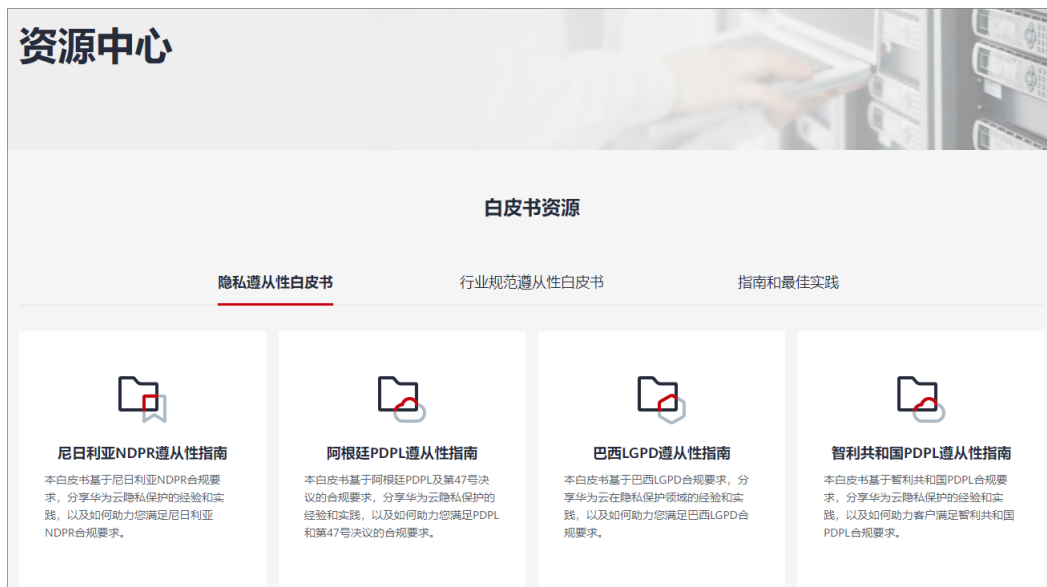 资源中心
白皮书资源
隐私遵从性白皮书
行业规范遵从性白皮书
指南和最佳实践
尼日利亚NDPR遵从性指南
本白皮书基于尼日利亚NDPR合规要
求，分享华为云隐私保护的经验和实
践，以及如何助力您满足尼日利亚
NDPR合规要求。
阿根廷PDPL遵从性指南
本白皮书基于阿根廷PDPL及第47号决
议的合规要求，分享华为云隐私保护的
经验和实践，以及如何助力您满足PDPL
和第47号决议的合规要求。
巴西LGPD遵从性指南
本白皮书基于巴西LGPD合规要求，分
享华为云在隐私保护领域的经验和实
践，以及如何助力您满足巴西LGPD合
规要求。
智利共和国PDPL遵从性指南
本白皮书基于智利共和国PDPL合规要
求，分享华为云隐私保护的经验和实
践，以及如何助力客户满足智利共和国
PDPL合规要求。